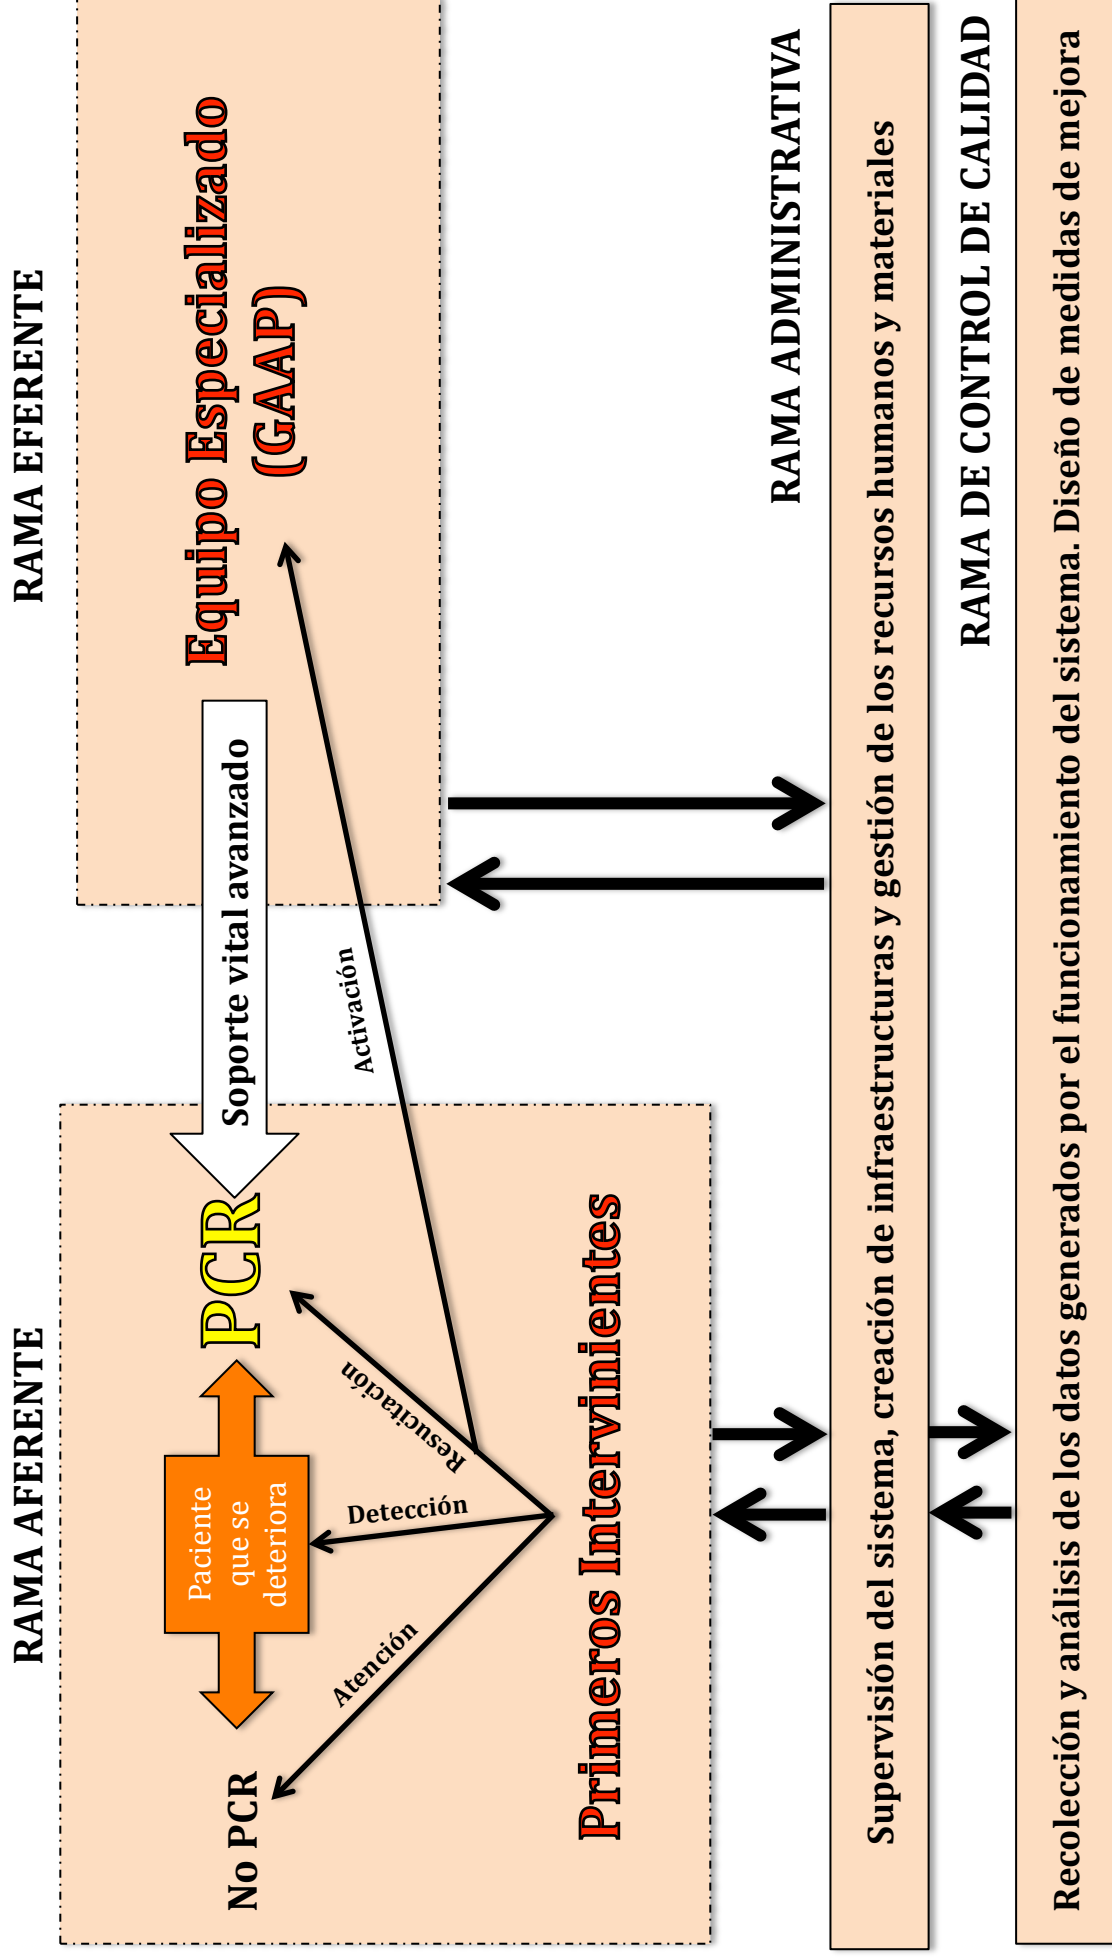 RAMA AFERENTE
RAMA EFERENTE
No PCR
Paciente
que se
deteriora
PCR
Soporte vital avanzado
Equipo Especializado
(GAAP)
Atención
Detección
Resucitación
Activación
Primeros Intervinientes
RAMA ADMINISTRATIVA
Supervisión del sistema, creación de infraestructuras y gestión de los recursos humanos y materiales
RAMA DE CONTROL DE CALIDAD
Recolección y análisis de los datos generados por el funcionamiento del sistema. Diseño de medidas de mejora